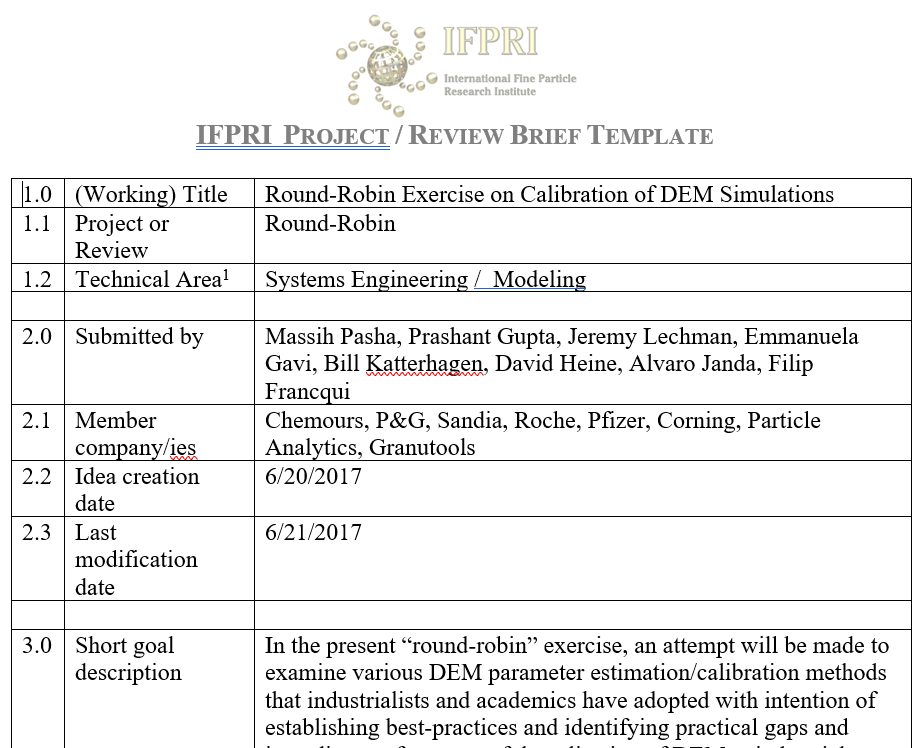 IFPRI
International Fine Particle
Research Institute
IFPRI PROJECT / REVIEW BRIEF TEMPLATE
1.0 (Working) Title Round-Robin Exercise on Calibration of DEM Simulations
1.1 Project or Round-Robin
Review
1.2 Technical Area¹ Systems Engineering / Modeling
2.0 Submitted by Massih Pasha, Prashant Gupta, Jeremy Lechman, Emmanuela
Gavi, Bill Katterhagen, David Heine, Alvaro Janda, Filip
Francqui
2.1 Member Chemours, P&G, Sandia, Roche, Pfizer, Corning, Particle
company/ies Analytics, Granutools
2.2 Idea creation 6/20/2017
date
2.3 Last 6/21/2017
modification
date
3.0 Short goal In the present “round-robin” exercise, an attempt will be made to
description examine various DEM parameter estimation/calibration methods
that industrialists and academics have adopted with intention of
establishing best-practices and identifying practical gaps and